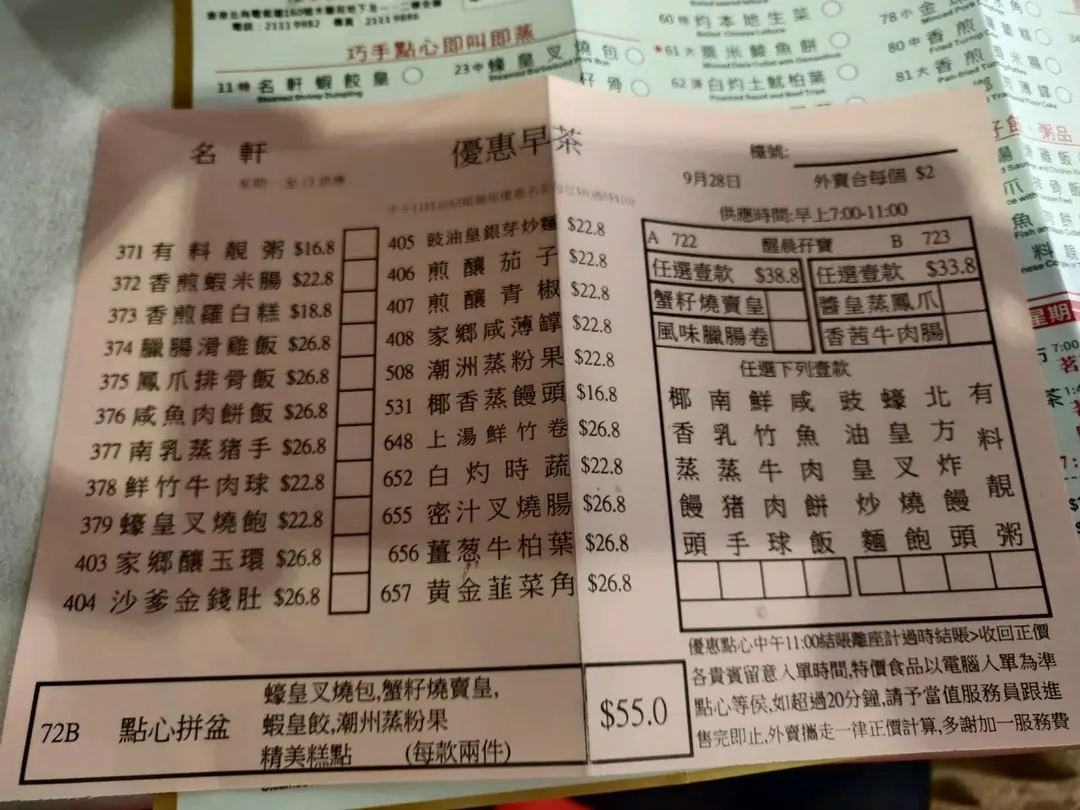 電話：2111 9982 傳真 2111 9896
巧手點心即叫即蒸
11 特 名軒蝦餃皇
Steamed Shrimp Dumpling
23 中 蠔皇叉燒包
60 特 灼本地生菜
★61 大 粟米鯪魚餅
62 灼土魷柏葉
78 小
80 中 香煎
81 大 香煎
名軒
優惠早茶
檯號:
9月28日
外賣盒每個 $2
供應時間:早上7:00-11:00
371 有料靚粥 $16.8
372 香煎蝦米腸 $22.8
373 香煎羅白糕 $18.8
374 臘腸滑雞飯 $26.8
375 鳳爪排骨飯 $26.8
376 咸魚肉餅飯 $26.8
377 南乳蒸猪手 $26.8
378 鮮竹牛肉球 $22.8
379 蠔皇叉燒飽 $22.8
403 家鄉釀玉環 $26.8
404 沙爹金錢肚 $26.8
405 豉油皇銀芽炒麵 $22.8
406 煎釀茄子 $22.8
407 煎釀青椒 $22.8
408 家鄉咸薄罉 $22.8
508 潮洲蒸粉果 $22.8
531 椰香蒸饅頭 $16.8
648 上湯鮮竹卷 $26.8
652 白灼時蔬 $22.8
655 密汁叉燒腸 $26.8
656 薑葱牛柏葉 $26.8
657 黃金韮菜角 $26.8
A 722 醒晨孖寶 B 723
任選壹款 $38.8 任選壹款 $33.8
蟹籽燒賣皇 醬皇蒸鳳爪
風味臘腸卷 香茜牛肉腸
任選下列壹款
椰香蒸饅頭
南乳蒸猪手
鮮竹牛肉球
咸魚肉餅飯
豉油皇炒麵
蠔皇叉燒飽
北方炸饅頭
有料靚粥
優惠點心中午11:00結賬離座計過時結賬>收回正價
各貴賓留意入單時間,特價食品以電腦入單為準
點心等侯,如超過20分鐘,請予當值服務員跟進
售完即止,外賣攜走一律正價計算,多謝加一服務費
72B 點心拼盆
蠔皇叉燒包,蟹籽燒賣皇,
蝦皇餃,潮州蒸粉果
精美糕點 (每款兩件)
$55.0